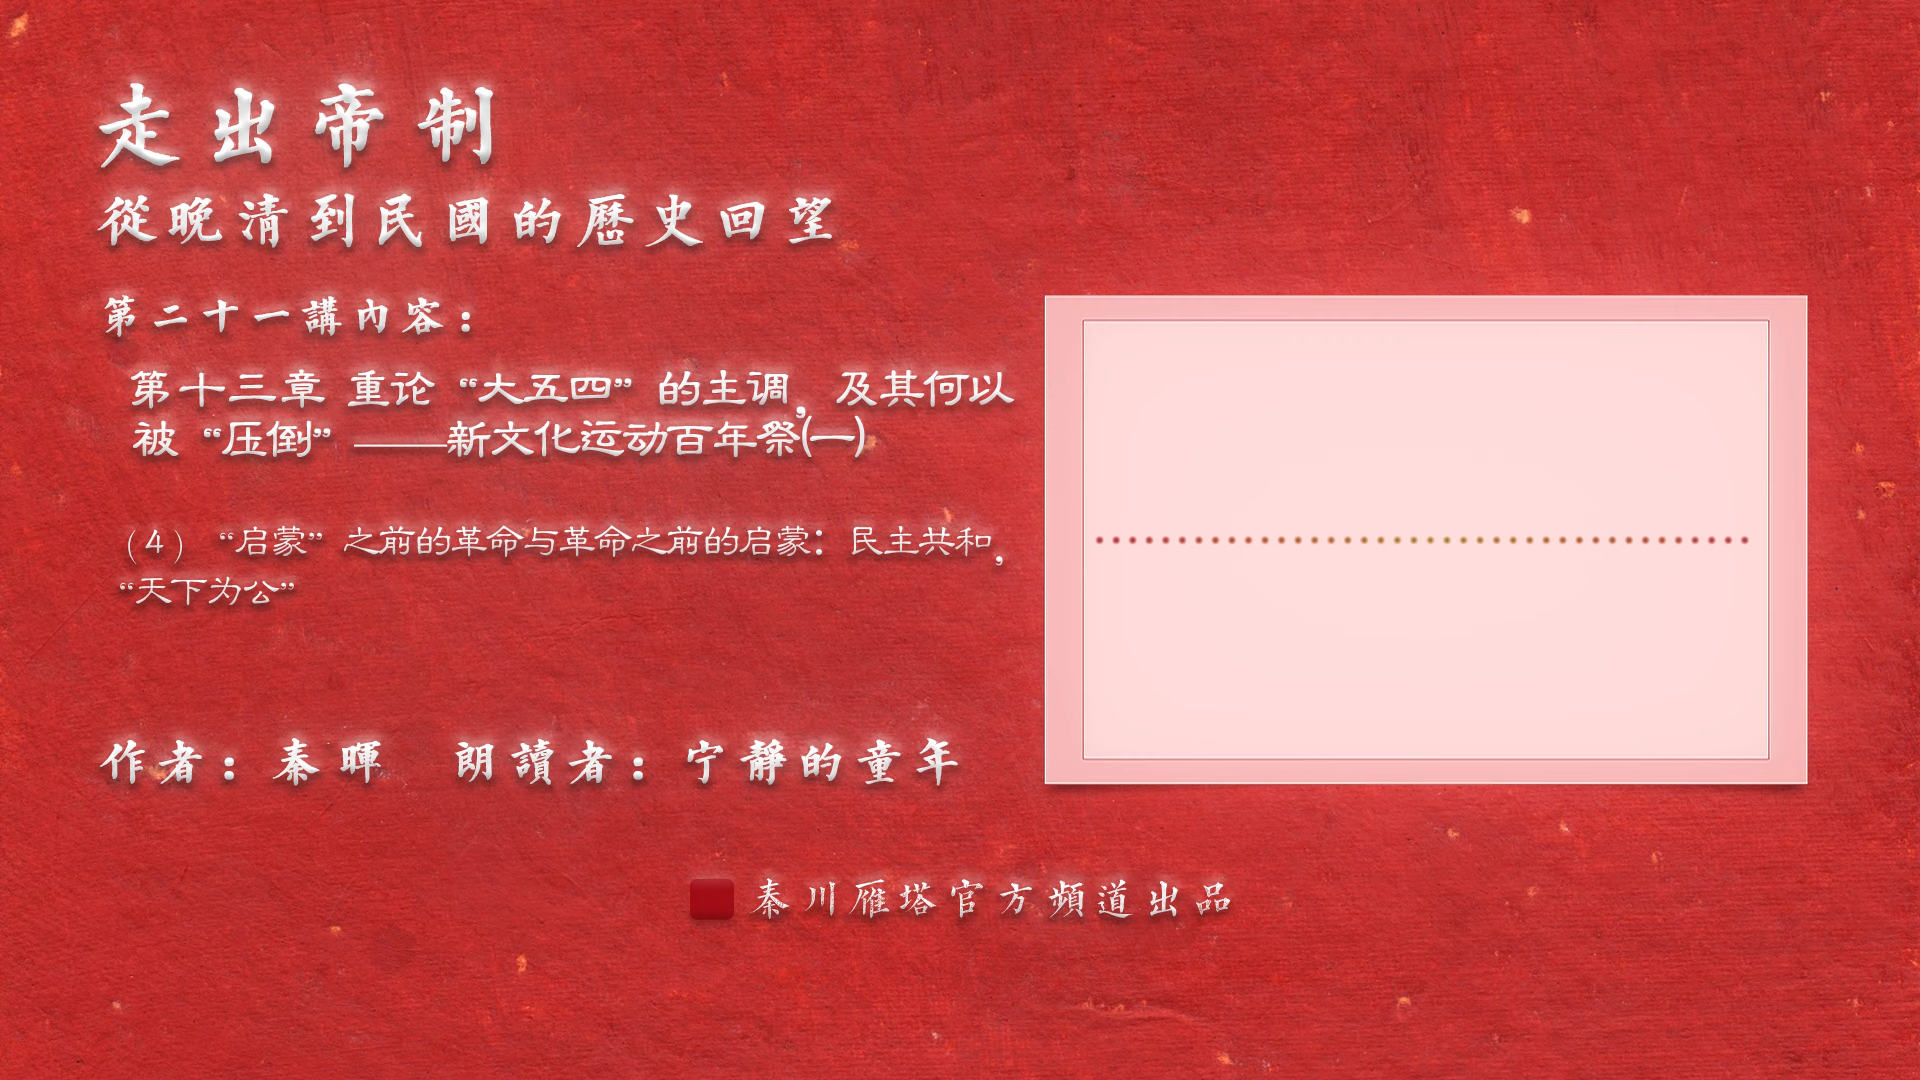 走出帝制
從晚清到民國的歷史回望
第二十一講內容：
第十三章 重论“大五四”的主调，及其何以
被“压倒”——新文化运动百年祭(一)
（4）“启蒙”之前的革命与革命之前的启蒙：民主共和，
“天下为公”
作者：秦暉 朗讀者：宁靜的童年
秦川雁塔官方頻道出品